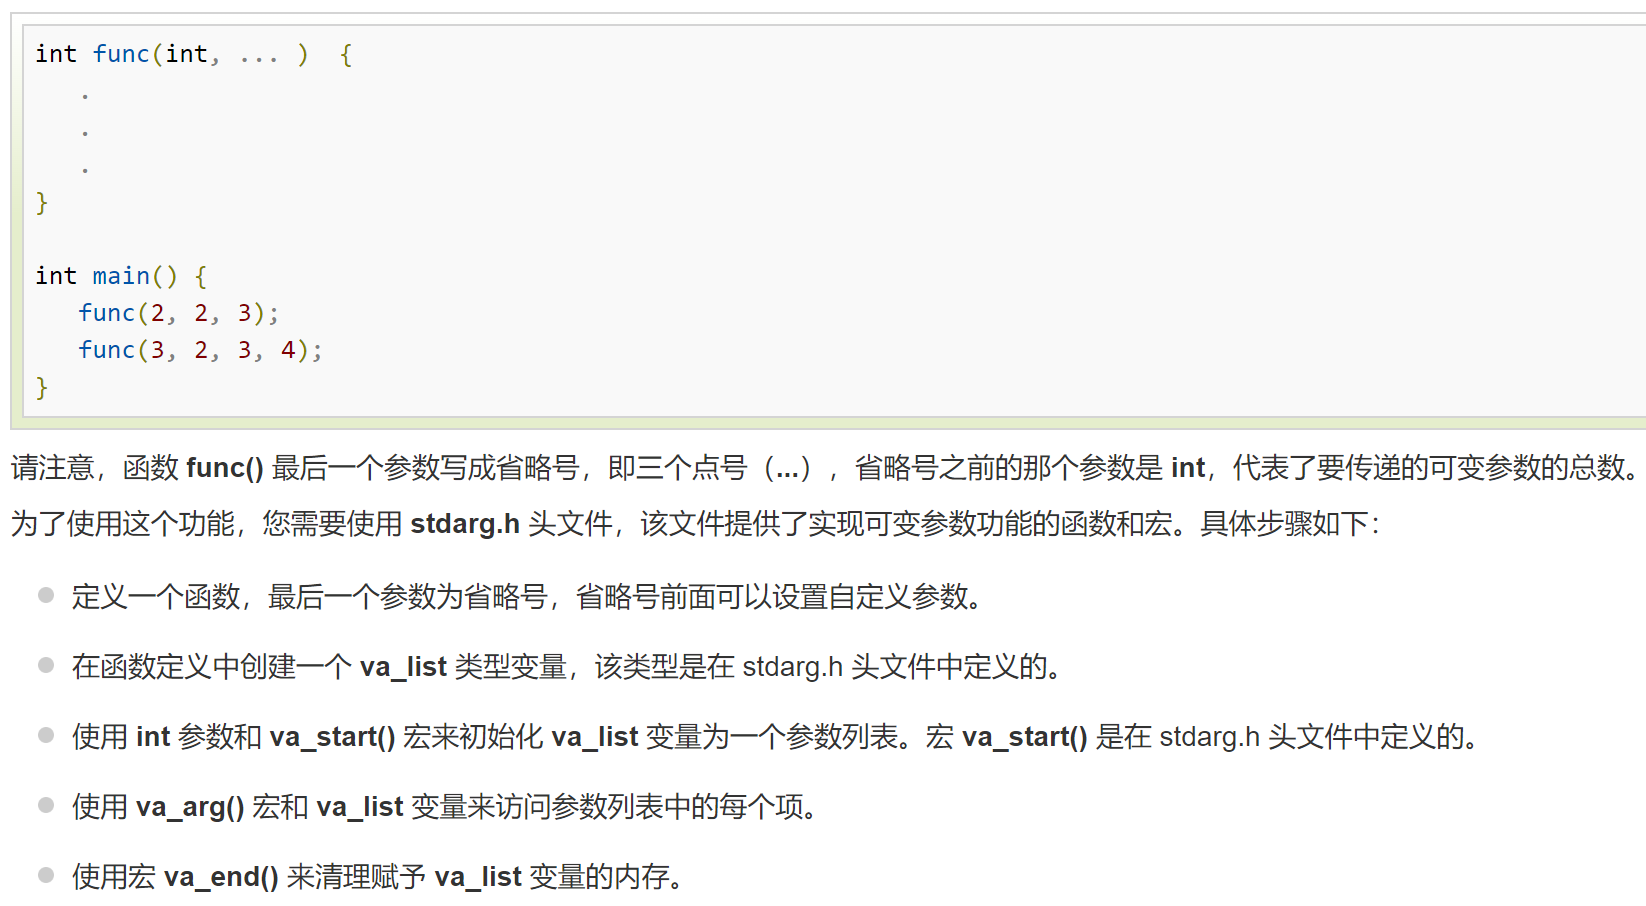 int func(int, ... )  {
   .
   .
   .
}

int main() {
   func(2, 2, 3);
   func(3, 2, 3, 4);
}
请注意，函数 func() 最后一个参数写成省略号，即三个点号（...），省略号之前的那个参数是 int，代表了要传递的可变参数的总数。
为了使用这个功能，您需要使用 stdarg.h 头文件，该文件提供了实现可变参数功能的函数和宏。具体步骤如下：
定义一个函数，最后一个参数为省略号，省略号前面可以设置自定义参数。
在函数定义中创建一个 va_list 类型变量，该类型是在 stdarg.h 头文件中定义的。
使用 int 参数和 va_start() 宏来初始化 va_list 变量为一个参数列表。宏 va_start() 是在 stdarg.h 头文件中定义的。
使用 va_arg() 宏和 va_list 变量来访问参数列表中的每个项。
使用宏 va_end() 来清理赋予 va_list 变量的内存。